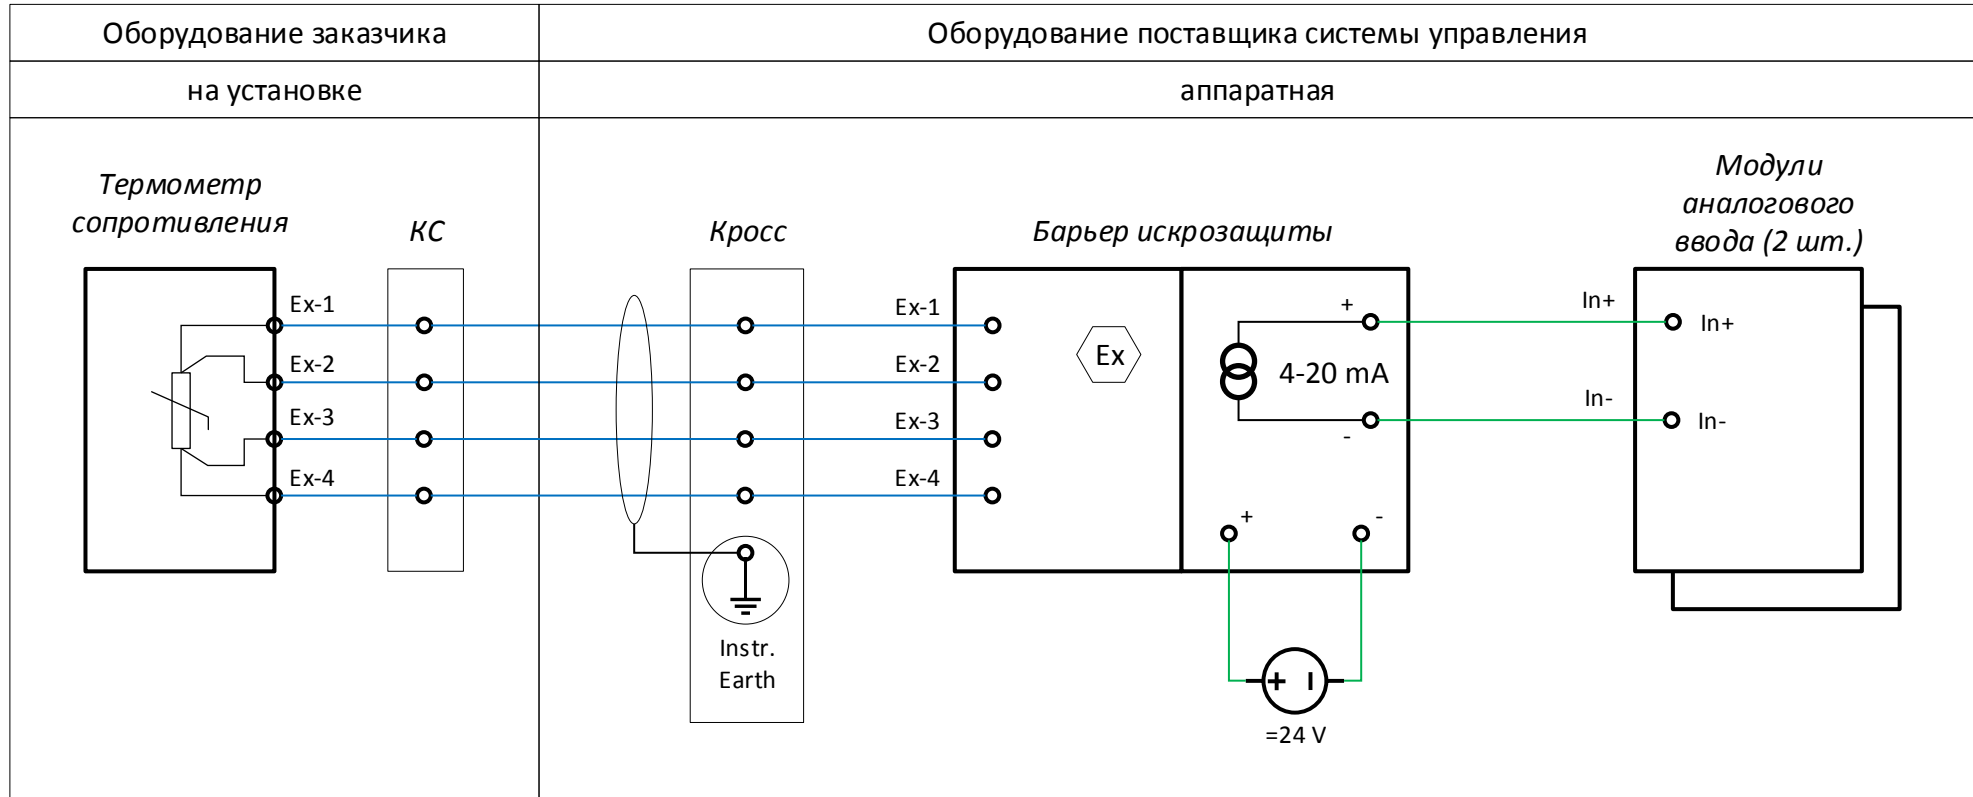 Оборудование заказчика
Оборудование поставщика системы управления
на установке
аппаратная
Термометр
сопротивления
КС
Кросс
Барьер искрозащиты
Модули
аналогового
ввода (2 шт.)
Ex-1
Ex-2
Ex-3
Ex-4
Instr.
Earth
Ex-1
Ex-2
Ex-3
Ex-4
Ex
+
4-20 mA
-
+
-
=24 V
In+
In-
In+
In-